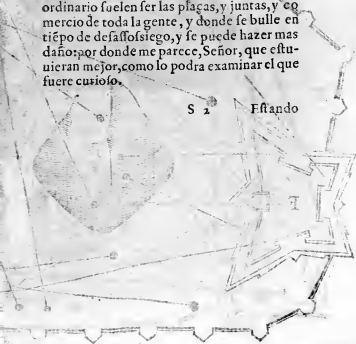 ordinario ſuelen ſer las plaças, y juntas, y co
mercio de toda la gente, y donde ſe bulle en
tiẽpo de deſaſſoſsiego, y ſe puede hazer mas
daño: por donde me parece, Señor, que eſtu-
uieran mejor, como lo podra examinar el que
fuere curioſo.
S 2 Eſtando
I